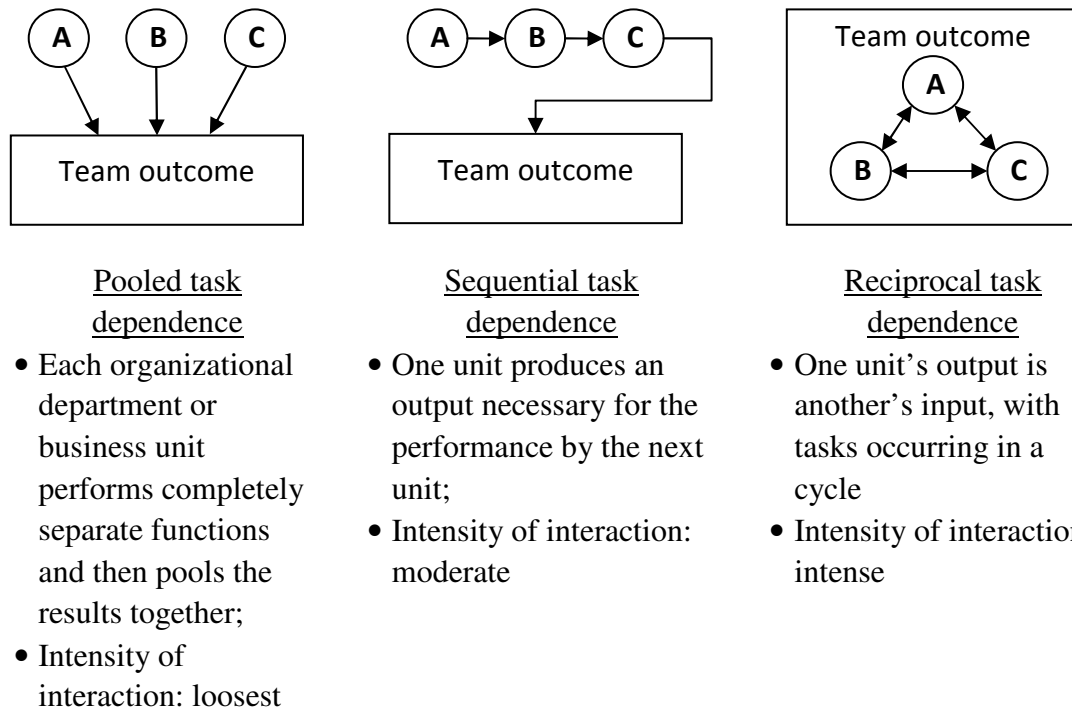 A
B
C
Team outcome
Pooled task
dependence
• Each organizational
department or
business unit
performs completely
separate functions
and then pools the
results together;
• Intensity of
interaction: loosest
A
B
C
Team outcome
Sequential task
dependence
• One unit produces an
output necessary for the
performance by the next
unit;
• Intensity of interaction:
moderate
Team outcome
A
B
C
Reciprocal task
dependence
• One unit's output is
another's input, with
tasks occurring in a
cycle
• Intensity of interaction
intense